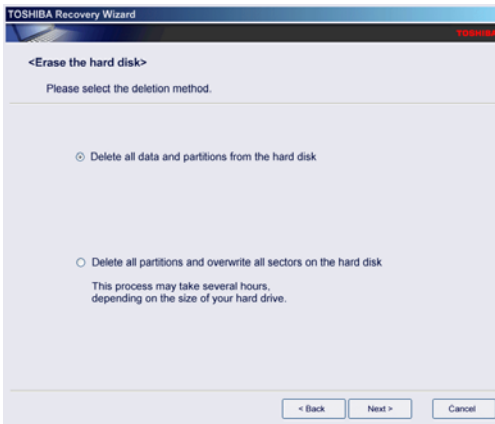 TOSHIBA Recovery Wizard
TOSHIBA
<Erase the hard disk>
Please select the deletion method.
Delete all data and partitions from the hard disk
Delete all partitions and overwrite all sectors on the hard disk
This process may take several hours,
depending on the size of your hard drive.
< Back Next > Cancel